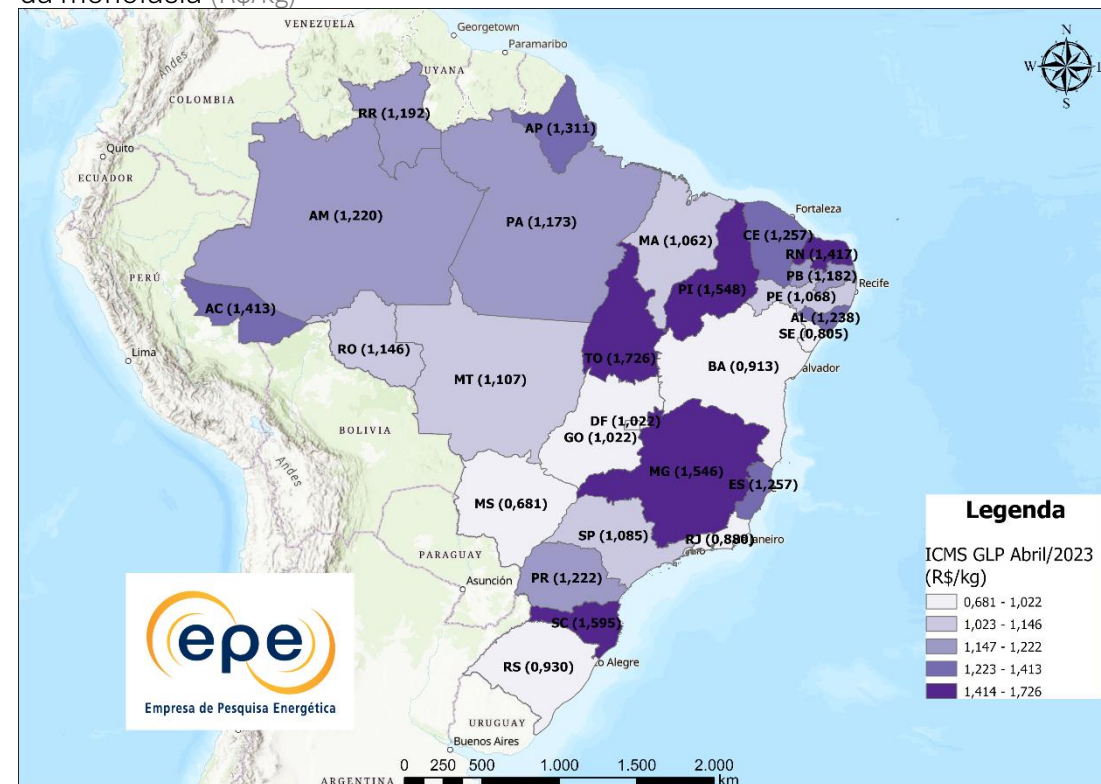 da monofasia (R$/kg)
VENEZUELA
Georgetown
Paramaribo
UYANA
COLOMBIA
Andes
N
W
S
RR (1,192)
AP (1,311)
Quito
ECUADOR
AM (1,220)
PA (1,173)
Fortaleza
MA (1,062)
CE (1,257)
RN (1,417)
PERÚ
PB (1,182)
Recife
PI (1,548)
PE (1,068)
AC (1,413)
AL (1,238)
SE (0,805)
RO (1,146)
TO (1,726)
Lima
BA (0,913)
alvador
MT (1,107)
DF (1,022)
GO (1,022)
BOLIVIA
Andes
MG (1,546)
ES (1,257)
MS (0,681)
SP (1,085)
RJ (0,880)
aneiro
PARAGUAY
Asunción
PR (1,222)
SC (1,595)
o Alegre
RS (0,930)
URUGUAY
Buenos Aires
ARGENTINA
epe
Empresa de Pesquisa Energética
Legenda
ICMS GLP Abril/2023
(R$/kg)
0,681 - 1,022
1,023 - 1,146
1,147 - 1,222
1,223 - 1,413
1,414 - 1,726
0 250 500 1.000 1.500 2.000
km